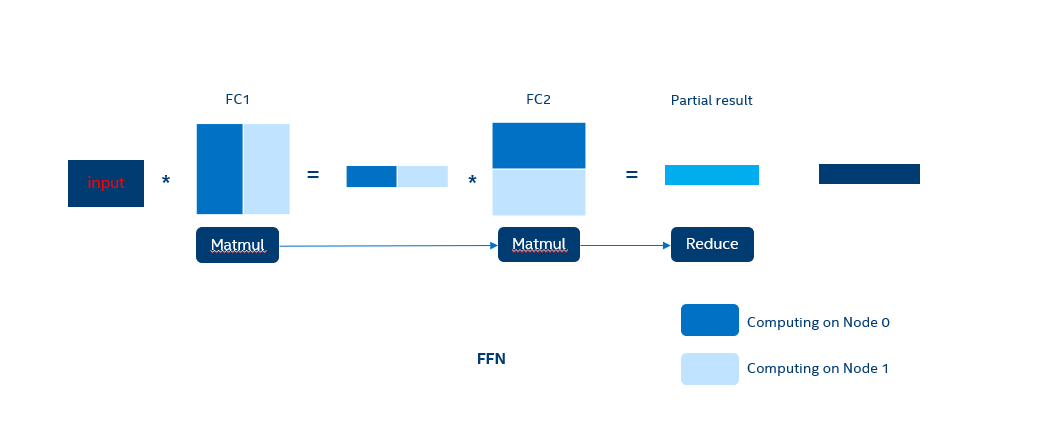 FC1
FC2
Partial result
input
*
=
*
=
Matmul
Matmul
Reduce
Computing on Node 0
FFN
Computing on Node 1